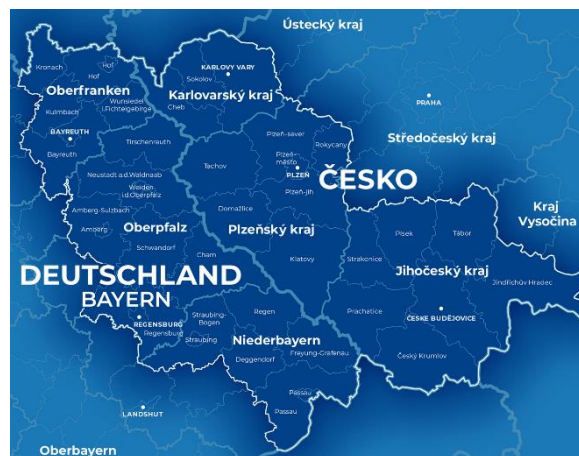 Ústecký kraj
Kronach
Hof
Hof
Oberfranken
KARLOVY VARY
Sokolov
Karlovarský kraj
Cheb
Wunsiedel
i.Fichtelgebirge
Kulmbach
BAYREUTH
Bayreuth
Tirschenreuth
PRAHA
Středočeský kraj
Plzeň-sever
Rokycany
Plzeň-
město
PLZEŇ
Plzeň-jih
Tachov
ČESKO
Kraj
Vysočina
Neustadt a.d.Waldnaab
Weiden
i.d.Oberpfalz
Amberg-Sulzbach
Amberg
Oberpfalz
Schwandorf
Cham
Domažlice
Plzeňský kraj
Klatovy
Písek
Tábor
Strakonice
Jihočeský kraj
Jindřichův Hradec
DEUTSCHLAND
BAYERN
REGENSBURG
Regensburg
Straubing-
Bogen
Straubing
Regen
Niederbayern
Deggendorf
Freyung-Grafenau
Prachatice
ČESKE BUDĚJOVICE
Český Krumlov
Passau
Passau
LANDSHUT
Oberbayern